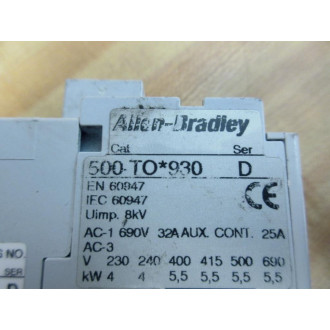 Allen-Bradley
Cat Ser
500-TO*930 D
EN 60947
IEC 60947
Uimp. 8kV
CE
AC-1 690V 32A AUX. CONT. 25A
AC-3
V 230 240 400 415 500 690
kW 4 4 5,5 5,5 5,5 5,5
NO.
SER
D